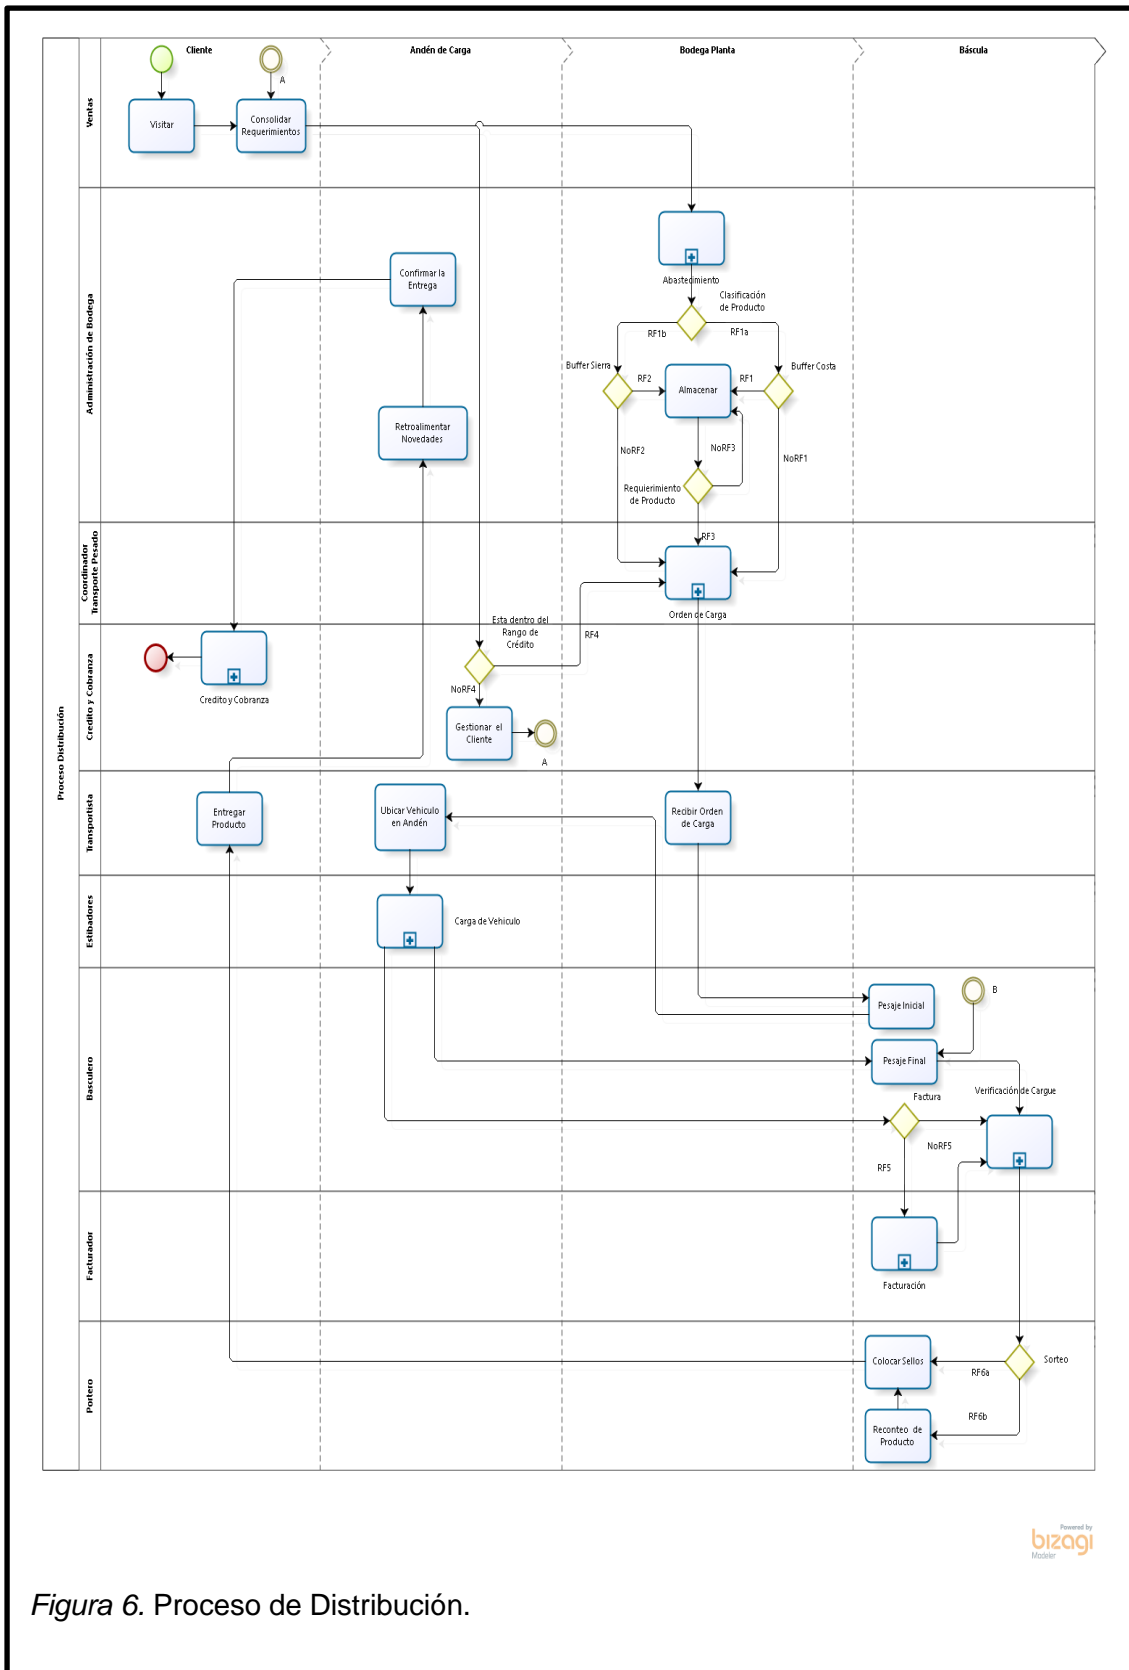 Cliente
Andén de Carga
Bodega Planta
Báscula
Proceso Distribución
Ventas
A
Visitar
Consolidar
Requerimientos
Administración de Bodega
Abastedimiento
Confirmar la
Entrega
Clasificación
de Producto
RF1b
RF1a
Buffer Sierra
Buffer Costa
RF2
Almacenar
RF1
Retroalimentar
Novedades
NoRF2
NoRF3
NoRF1
Requierimiento
de Producto
Coordinador
Transporte Pesado
RF3
Orden de Carga
Credito y Cobranza
Esta dentro del
Rango de
Crédito
RF4
Credito y Cobranza
NoRF4
Gestionar el
Cliente
A
Transportista
Entregar
Producto
Ubicar Vehiculo
en Andén
Recibir Orden
de Carga
Estibadores
Carga de Vehiculo
Basculero
Pesaje Inicial
B
Pesaje Final
Verificación de Cargue
Factura
NoRF5
RF5
Facturador
Facturación
Portero
Colocar Sellos
RF6a
Sorteo
RF6b
Reconteo de
Producto
Powered by
bizagi
Modeler
Figura 6. Proceso de Distribución.